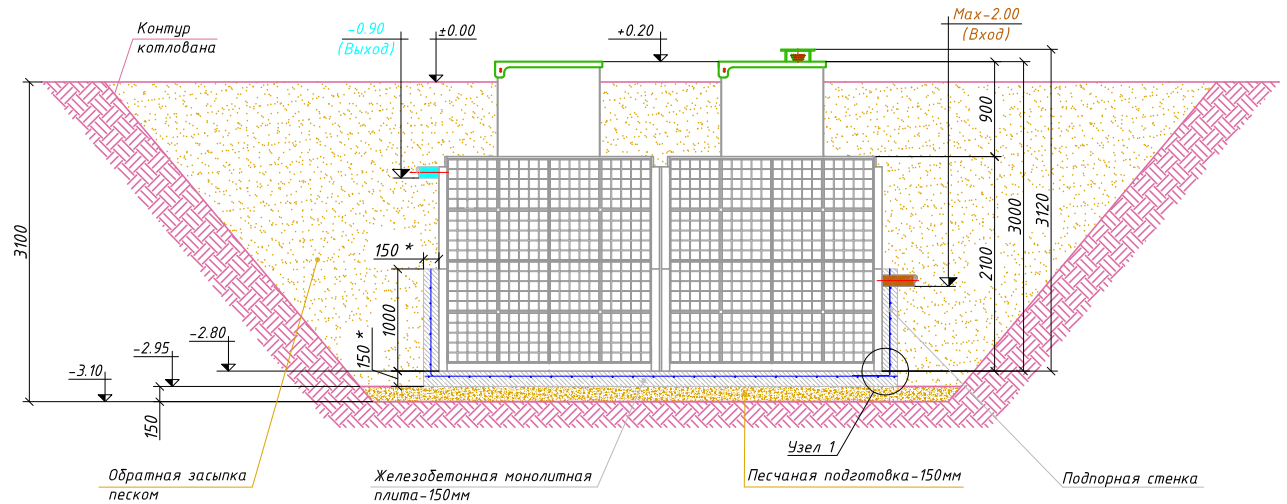 Контур
котлована
-0.90
(Выход)
±0.00
+0.20
Max-2.00
(Вход)
900
3000
3120
2100
3100
150 *
1000
150 *
-2.80
-2.95
-3.10
150
Узел 1
Обратная засыпка
песком
Железобетонная монолитная
плита-150мм
Песчаная подготовка-150мм
Подпорная стенка